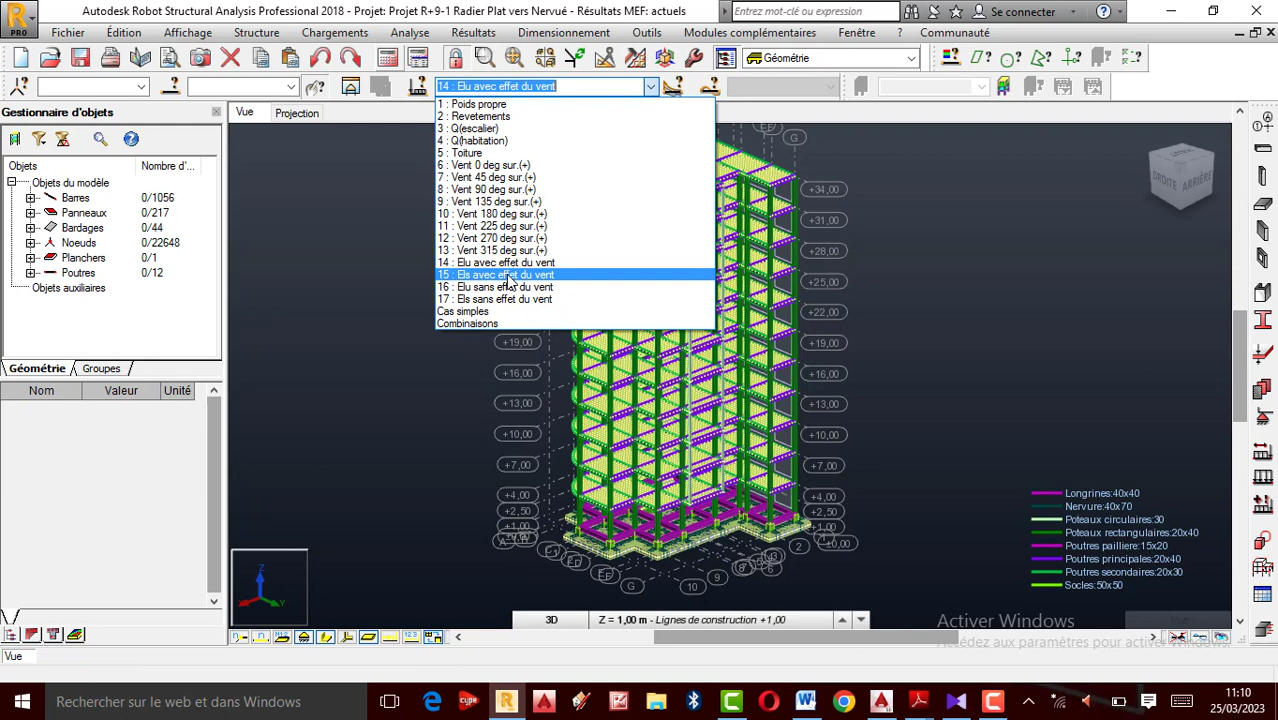 Autodesk Robot Structural Analysis Professional 2018 - Projet: Projet R+9-1 Radier Plat vers Nervué - Résultats MEF: actuels
Entrez mot-clé ou expression
Se connecter
PRO
Fichier Édition Affichage Structure Chargements Analyse Résultats Dimensionnement Outils Modules complémentaires Fenêtre ? Communauté
Géométrie
14 : Elu avec effet du vent
Gestionnaire d'objets
Vue Projection
1 : Poids propre
2 : Revetements
3 : Q(escalier)
4 : Q(habitation)
5 : Toiture
6 : Vent 0 deg sur.(+)
7 : Vent 45 deg sur.(+)
8 : Vent 90 deg sur.(+)
9 : Vent 135 deg sur.(+)
10 : Vent 180 deg sur.(+)
11 : Vent 225 deg sur.(+)
12 : Vent 270 deg sur.(+)
13 : Vent 315 deg sur.(+)
14 : Elu avec effet du vent
15 : Els avec effet du vent
16 : Elu sans effet du vent
17 : Els sans effet du vent
Cas simples
Combinaisons
Objets Nombre d'...
Objets du modèle
Barres 0/1056
Panneaux 0/217
Bardages 0/44
Noeuds 0/22648
Planchers 0/1
Poutres 0/12
Objets auxiliaires
Géométrie Groupes
Nom Valeur Unité
G
+34,00
+31,00
+28,00
+25,00
+22,00
+19,00 +19,00
+16,00 +16,00
+13,00 +13,00
+10,00 +10,00
+7,00 +7,00
+4,00 +4,00
+2,50 +2,50
+1,00 +1,00
+0,00
G 10 9 6 2
DROITE ARRIÈRE
Longrines:40x40
Nervure:40x70
Poteaux circulaires:30
Poteaux rectangulaires:20x40
Poutres pailliere:15x20
Poutres principales:20x40
Poutres secondaires:20x30
Socles:50x50
Z X Y
3D Z = 1,00 m - Lignes de construction +1,00
Activer Windows
Accédez aux paramètres pour activer Windows.
Vue
Rechercher sur le web et dans Windows
11:10
25/03/2023